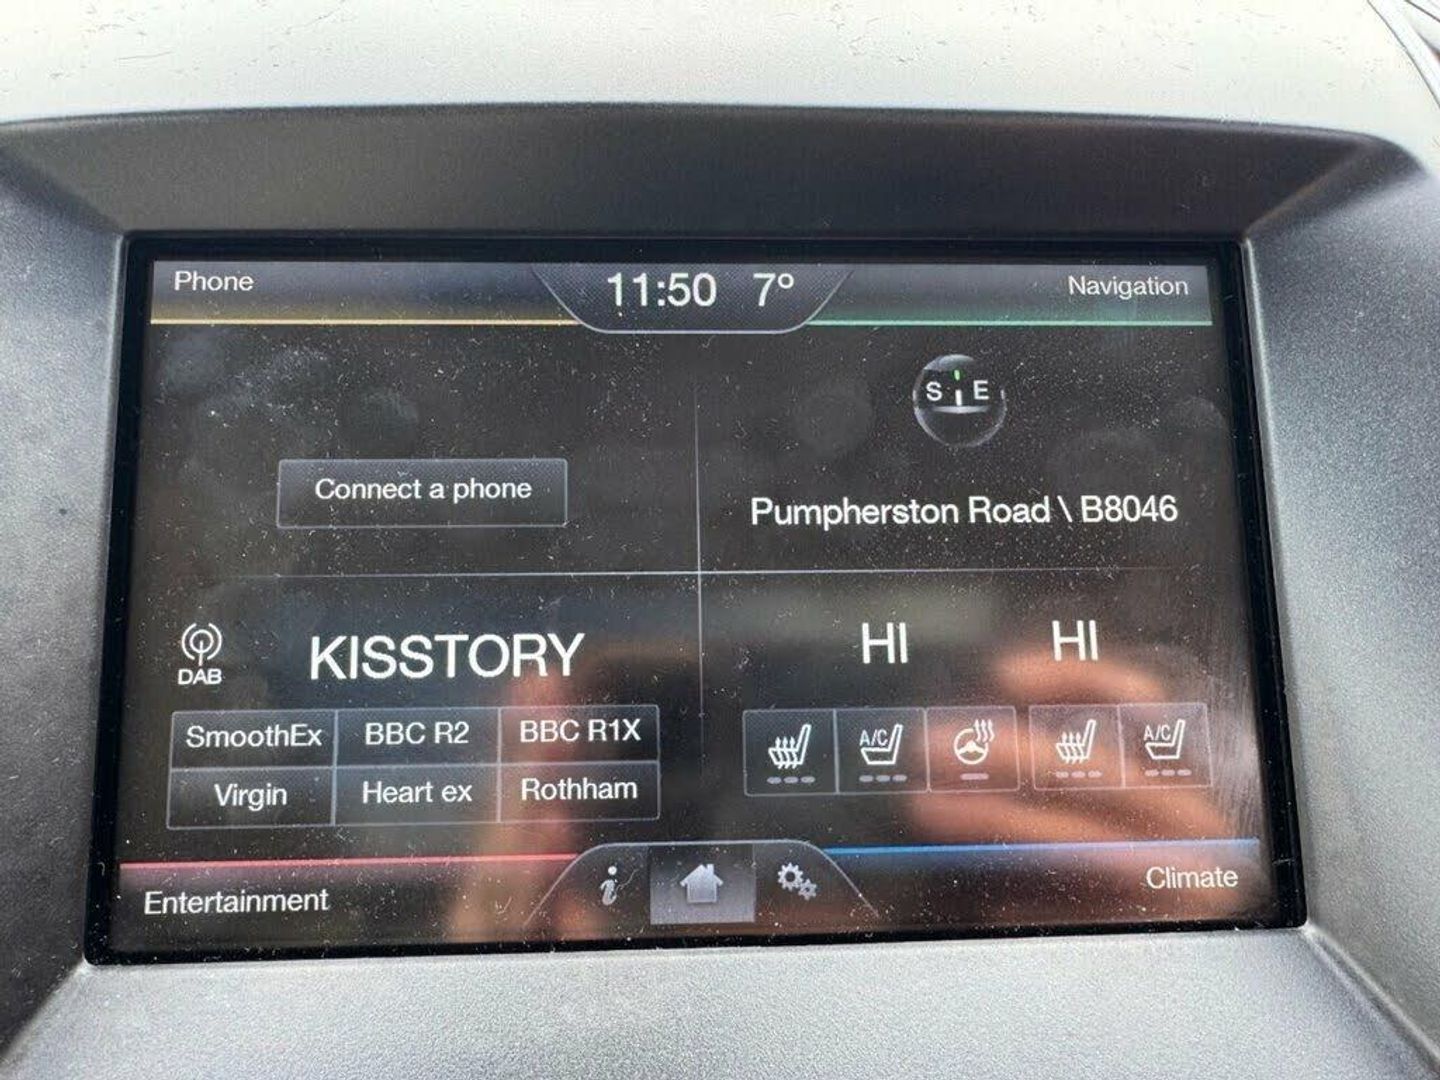 Phone
11:50 7°
Navigation
S E
Connect a phone
Pumpherston Road \ B8046
DAB
KISSTORY
SmoothEx BBC R2 BBC R1X
Virgin Heart ex Rothham
HI HI
A/C A/C
Entertainment
i
Climate